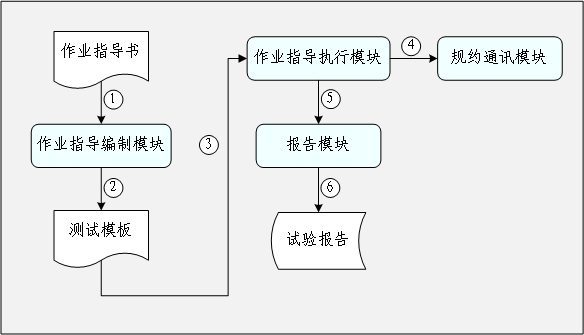 作业指导书
①
作业指导编制模块
②
测试模板
③
作业指导执行模块
④
规约通讯模块
⑤
报告模块
⑥
试验报告